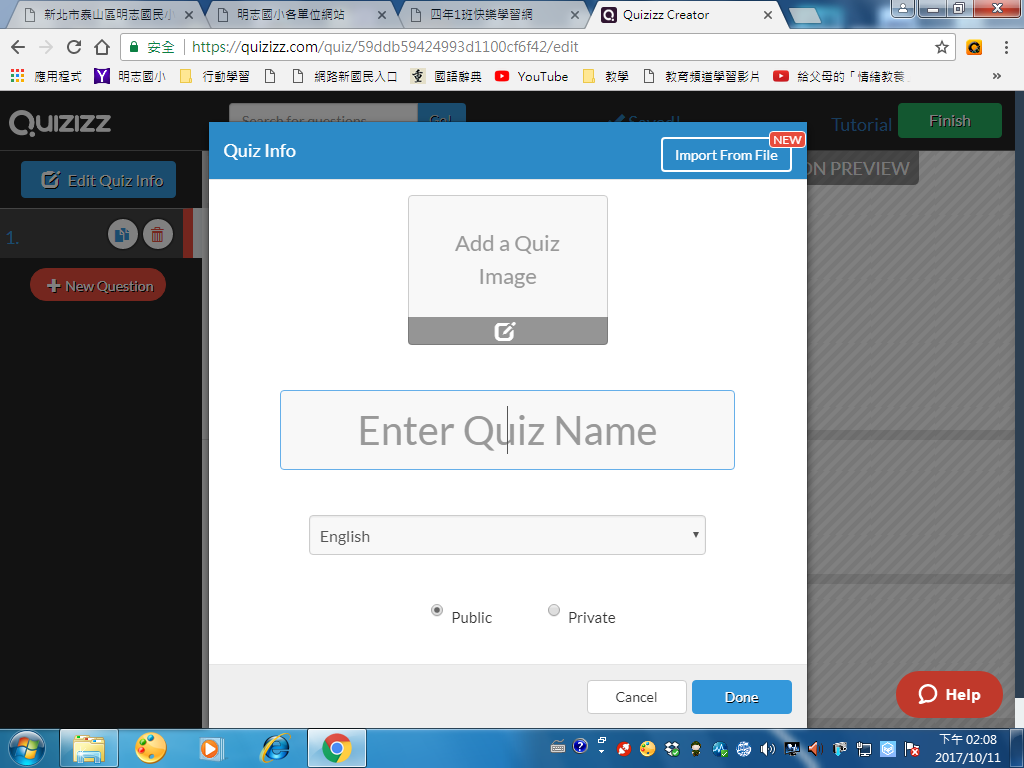 新北市泰山區明志國民小
明志國小各單位網站
四年1班快樂學習網
Quizizz Creator
安全
https://quizizz.com/quiz/59ddb59424993d1100cf6f42/edit
應用程式
明志國小
行動學習
網路新國民入口
國語辭典
YouTube
教學
教育頻道學習影片
給父母的「情緒教養
»
QUIZIZZ
Search for questions
Go!
Saved!
Tutorial
Finish
Quiz Info
Import From File
NEW
ON PREVIEW
Edit Quiz Info
1.
New Question
Add a Quiz
Image
Enter Quiz Name
English
Public
Private
Cancel
Done
Help
下午 02:08
2017/10/11